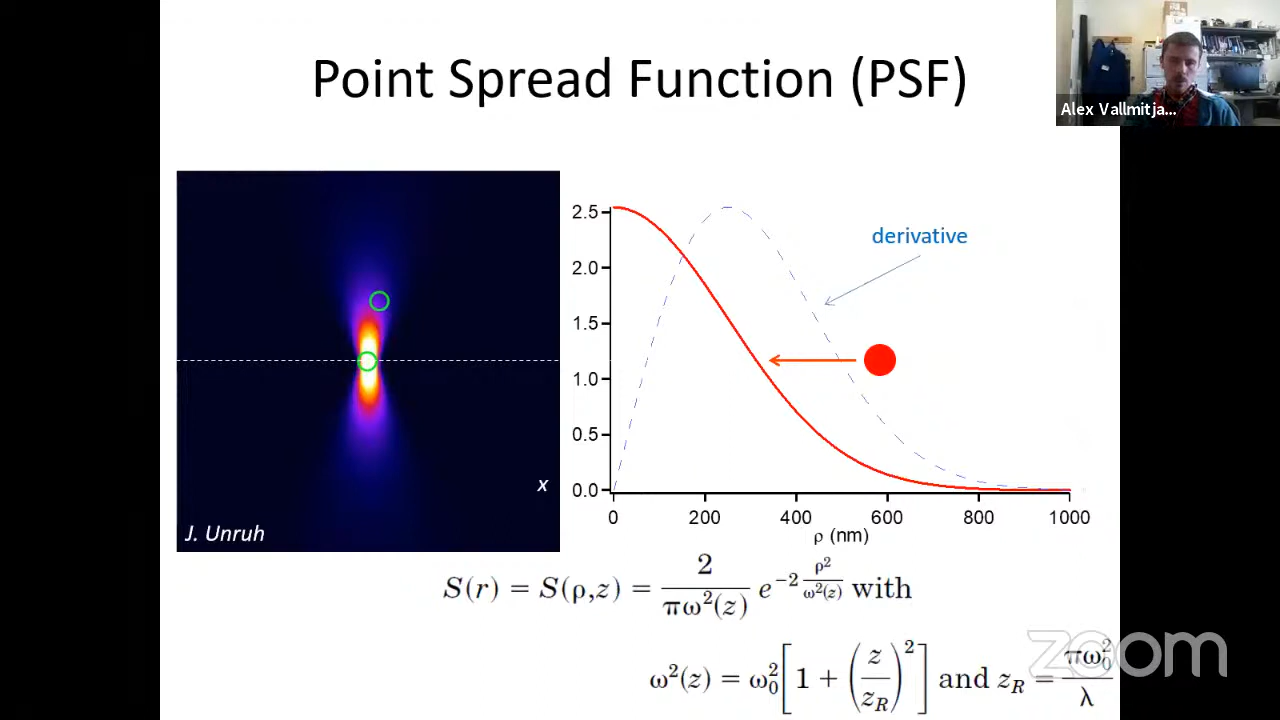 Point Spread Function (PSF)
Alex Vallmitja...
derivative
2.5
2.0
1.5
1.0
0.5
0.0
0 200 400 600 800 1000
ρ (nm)
x
J. Unruh
S(r) = S(ρ,z) = 2/πω²(z) e^−2 ρ²/ω²(z) with
ω²(z) = ω₀²[1 + (z/z_R)²] and z_R = πω₀²/λ
zoom